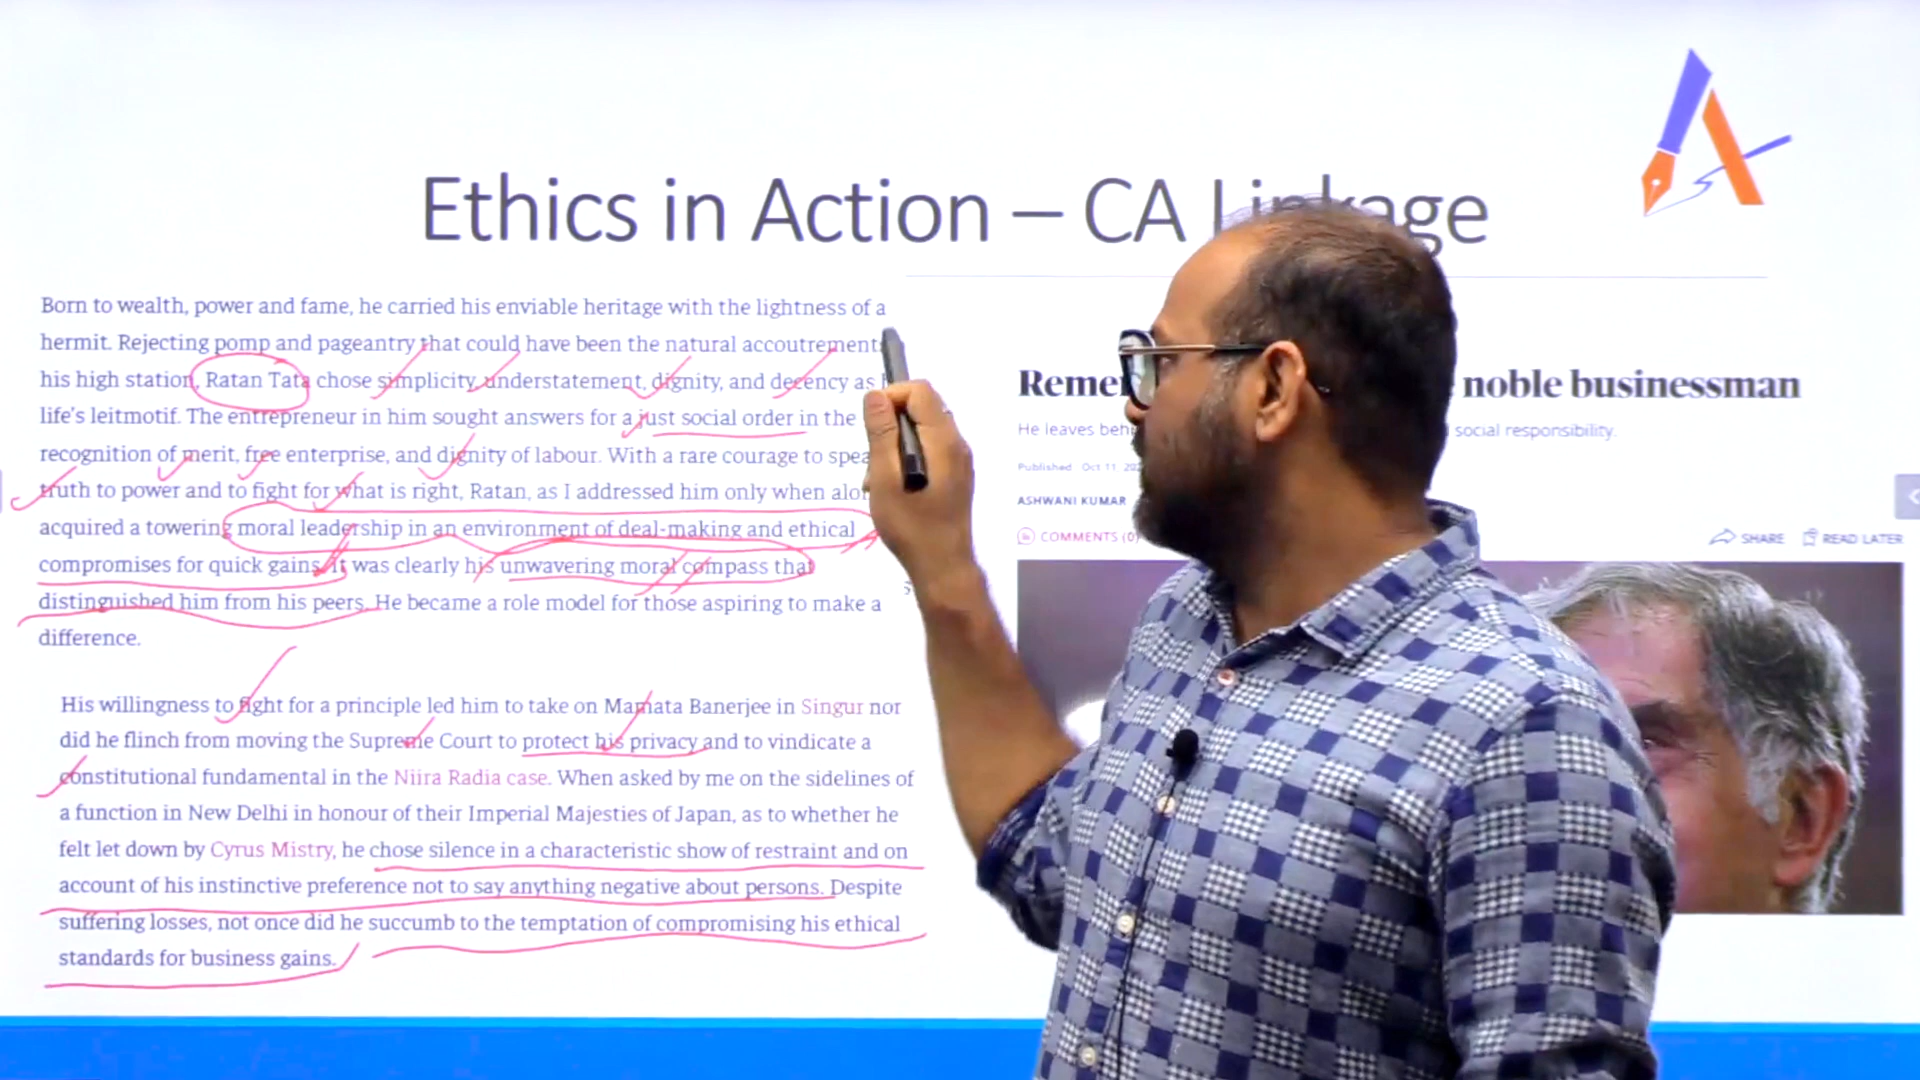 Ethics in Action – CA Linkage
Born to wealth, power and fame, he carried his enviable heritage with the lightness of a
hermit. Rejecting pomp and pageantry that could have been the natural accoutrement
his high station, Ratan Tata chose simplicity, understatement, dignity, and decency as
life's leitmotif. The entrepreneur in him sought answers for a just social order in the
recognition of merit, free enterprise, and dignity of labour. With a rare courage to
truth to power and to fight for what is right, Ratan, as I addressed him only when
acquired a towering moral leadership in an environment of deal-making and ethical
compromises for quick gains. It was clearly his unwavering moral compass that
distinguished him from his peers. He became a role model for those aspiring to make a
difference.
His willingness to fight for a principle led him to take on Mamata Banerjee in Singur nor
did he flinch from moving the Supreme Court to protect his privacy and to vindicate a
constitutional fundamental in the Niira Radia case. When asked by me on the sidelines of
a function in New Delhi in honour of their Imperial Majesties of Japan, as to whether he
felt let down by Cyrus Mistry, he chose silence in a characteristic show of restraint and on
account of his instinctive preference not to say anything negative about persons. Despite
suffering losses, not once did he succumb to the temptation of compromising his ethical
standards for business gains.
noble businessman
He leaves social responsibility.
Published Oct 11,
ASHWANI KUMAR
COMMENTS (0)
SHARE READ LATER